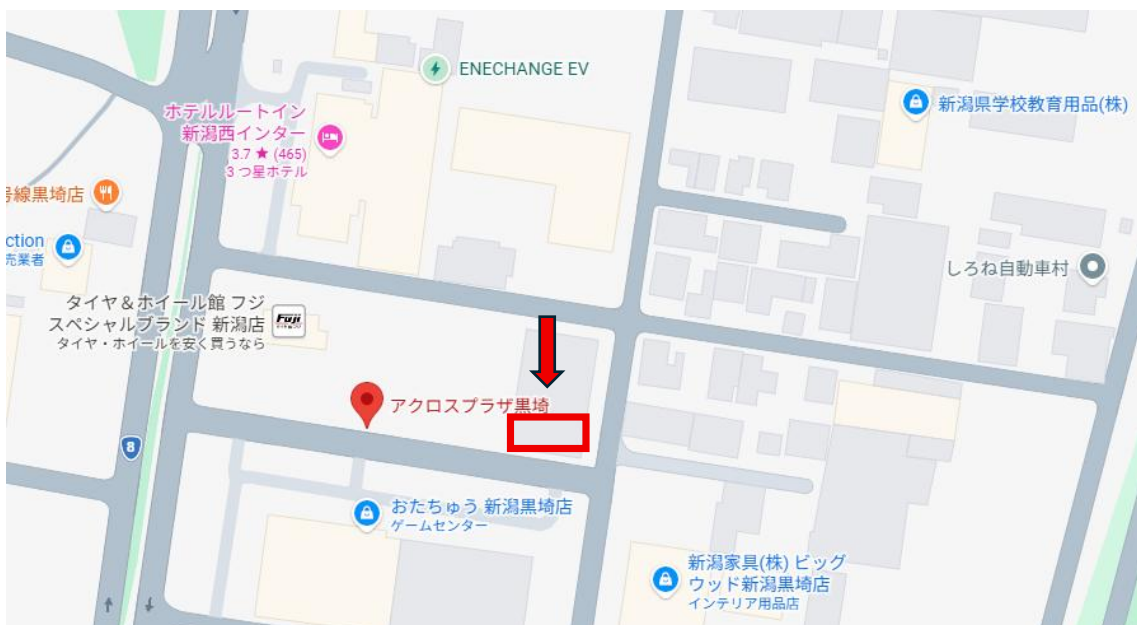 ENECHANGE EV
新潟県学校教育用品(株)
ホテルルートイン
新潟西インター
3.7 ★ (465)
3 つ星ホテル
号線黒埼店
ction
売業者
しろね自動車村
タイヤ&ホイール館 フジ
スペシャルブランド 新潟店
タイヤ・ホイールを安く買うなら
Fuji
アクロスプラザ黒埼
8
おたちゅう 新潟黒埼店
ゲームセンター
新潟家具(株) ビッグ
ウッド新潟黒埼店
インテリア用品店